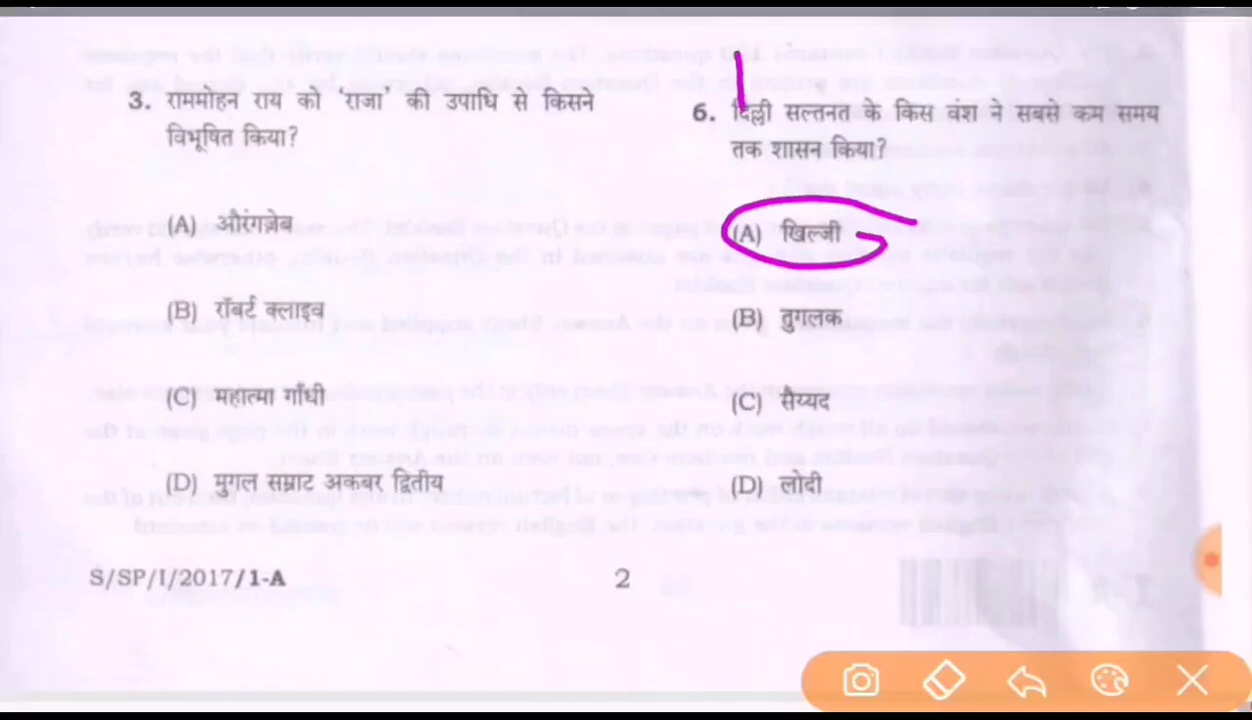 3. राममोहन राय को 'राजा' की उपाधि से किसने
विभूषित किया?
(A) औरंगज़ेब
(B) रॉबर्ट क्लाइव
(C) महात्मा गाँधी
(D) मुगल सम्राट अकबर द्वितीय
6. दिल्ली सल्तनत के किस वंश ने सबसे कम समय
तक शासन किया?
(A) खिल्जी
(B) तुगलक
(C) सैय्यद
(D) लोदी
S/SP/I/2017/1-A
2